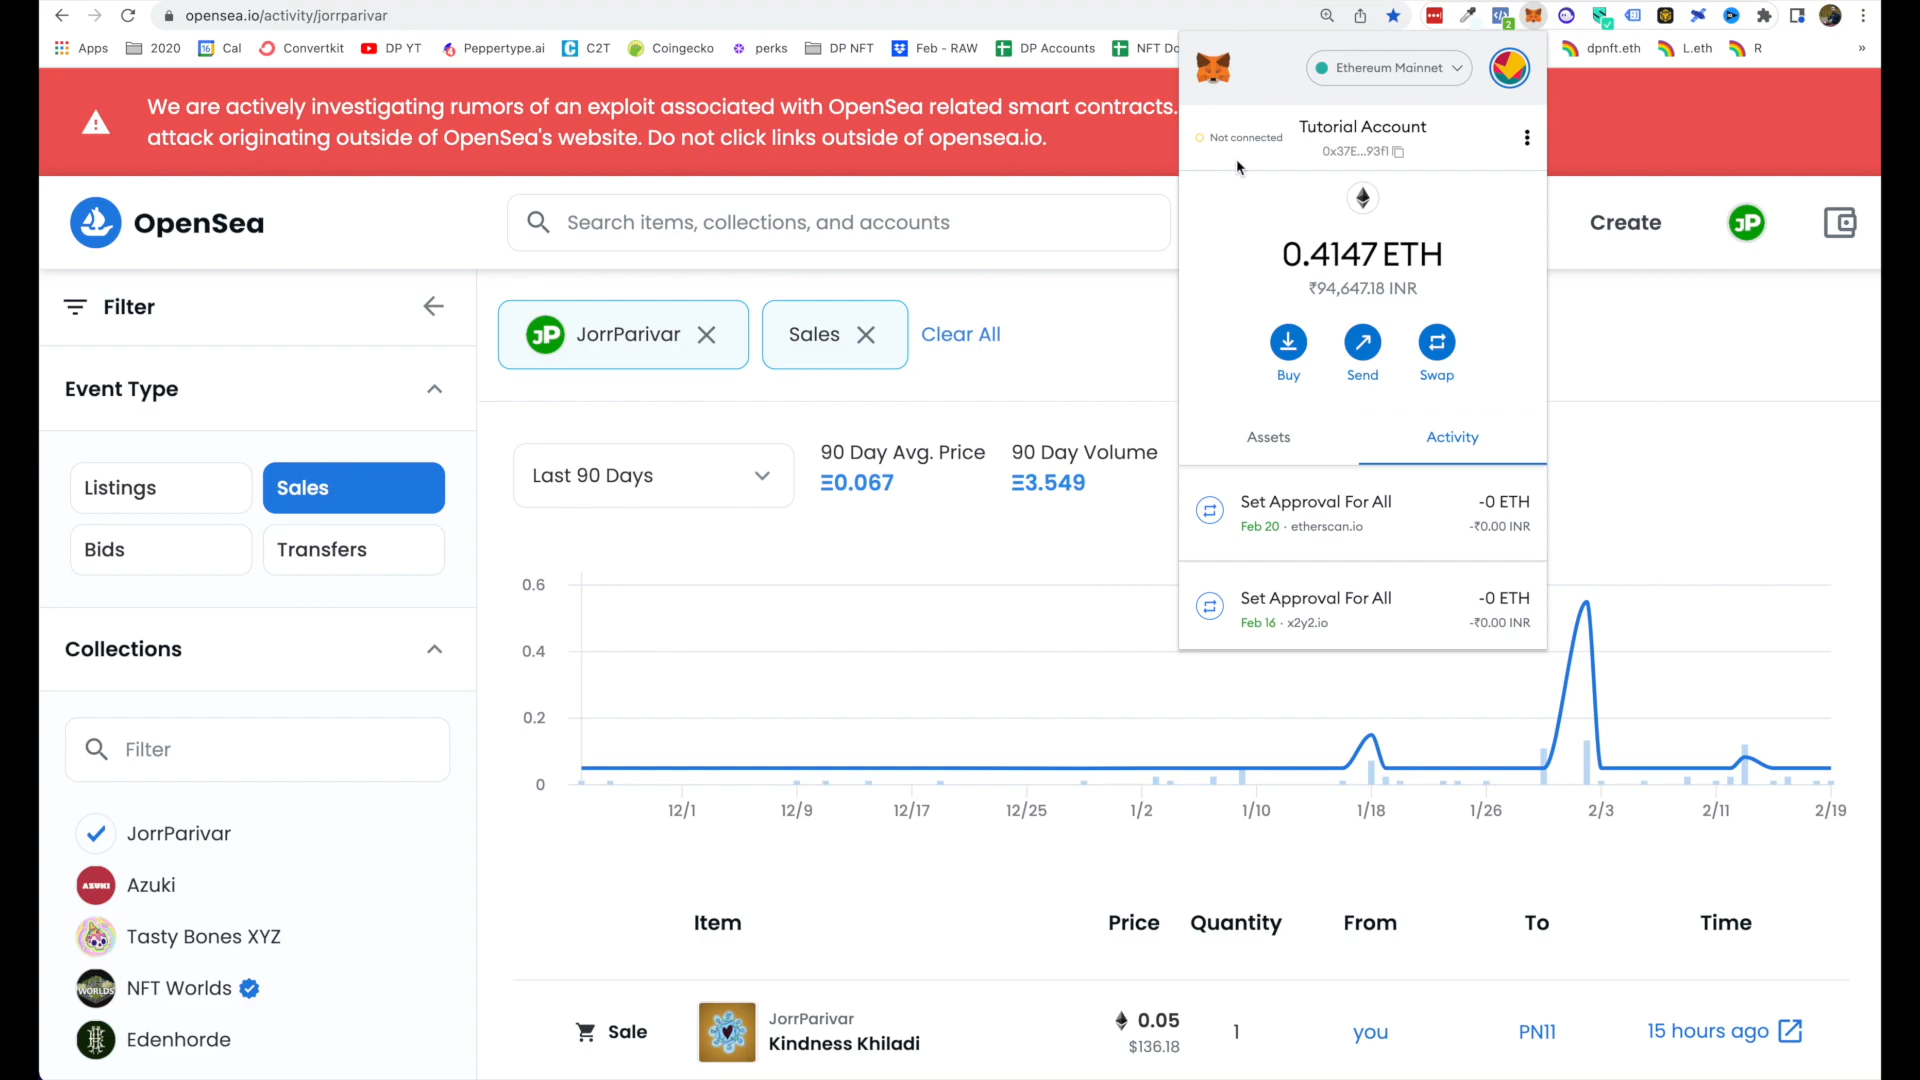 opensea.io/activity/jorrparivar
Apps
2020
Cal
Convertkit
DP YT
Peppertype.ai
C2T
Coingecko
perks
DP NFT
Feb - RAW
DP Accounts
NFT Do
dpnft.eth
L.eth
R
»
We are actively investigating rumors of an exploit associated with OpenSea related smart contracts.
attack originating outside of OpenSea's website. Do not click links outside of opensea.io.
Ethereum Mainnet
Not connected
Tutorial Account
0x37E...93f1
OpenSea
Search items, collections, and accounts
Create
JP
0.4147 ETH
₹94,647.18 INR
Buy
Send
Swap
Assets
Activity
Set Approval For All
-0 ETH
Feb 20 · etherscan.io
-₹0.00 INR
Set Approval For All
-0 ETH
Feb 16 · x2y2.io
-₹0.00 INR
Filter
JP JorrParivar
Sales
Clear All
Event Type
Listings
Sales
Bids
Transfers
Last 90 Days
90 Day Avg. Price
Ξ0.067
90 Day Volume
Ξ3.549
0.6
0.4
0.2
0
12/1
12/9
12/17
12/25
1/2
1/10
1/18
1/26
2/3
2/11
2/19
Collections
Filter
JorrParivar
AZUKI Azuki
Tasty Bones XYZ
WORLDS NFT Worlds
Edenhorde
Item
Price
Quantity
From
To
Time
Sale
JorrParivar
Kindness Khiladi
0.05
$136.18
1
you
PN11
15 hours ago